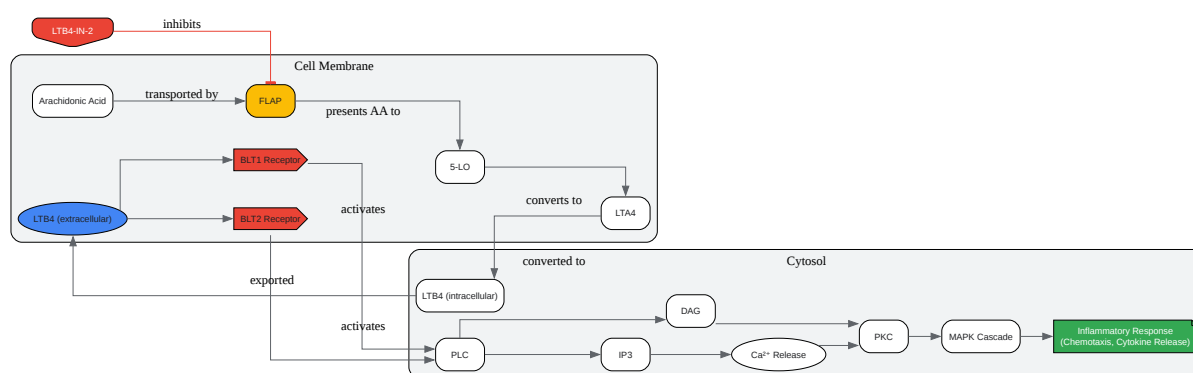 LTB4-IN-2
inhibits
Cell Membrane
Arachidonic Acid
transported by
FLAP
presents AA to
BLT1 Receptor
5-LO
activates
converts to
LTB4 (extracellular)
BLT2 Receptor
LTA4
converted to
Cytosol
exported
LTB4 (intracellular)
DAG
activates
PLC
IP3
Ca²⁺ Release
PKC
MAPK Cascade
Inflammatory Response
(Chemotaxis, Cytokine Release)